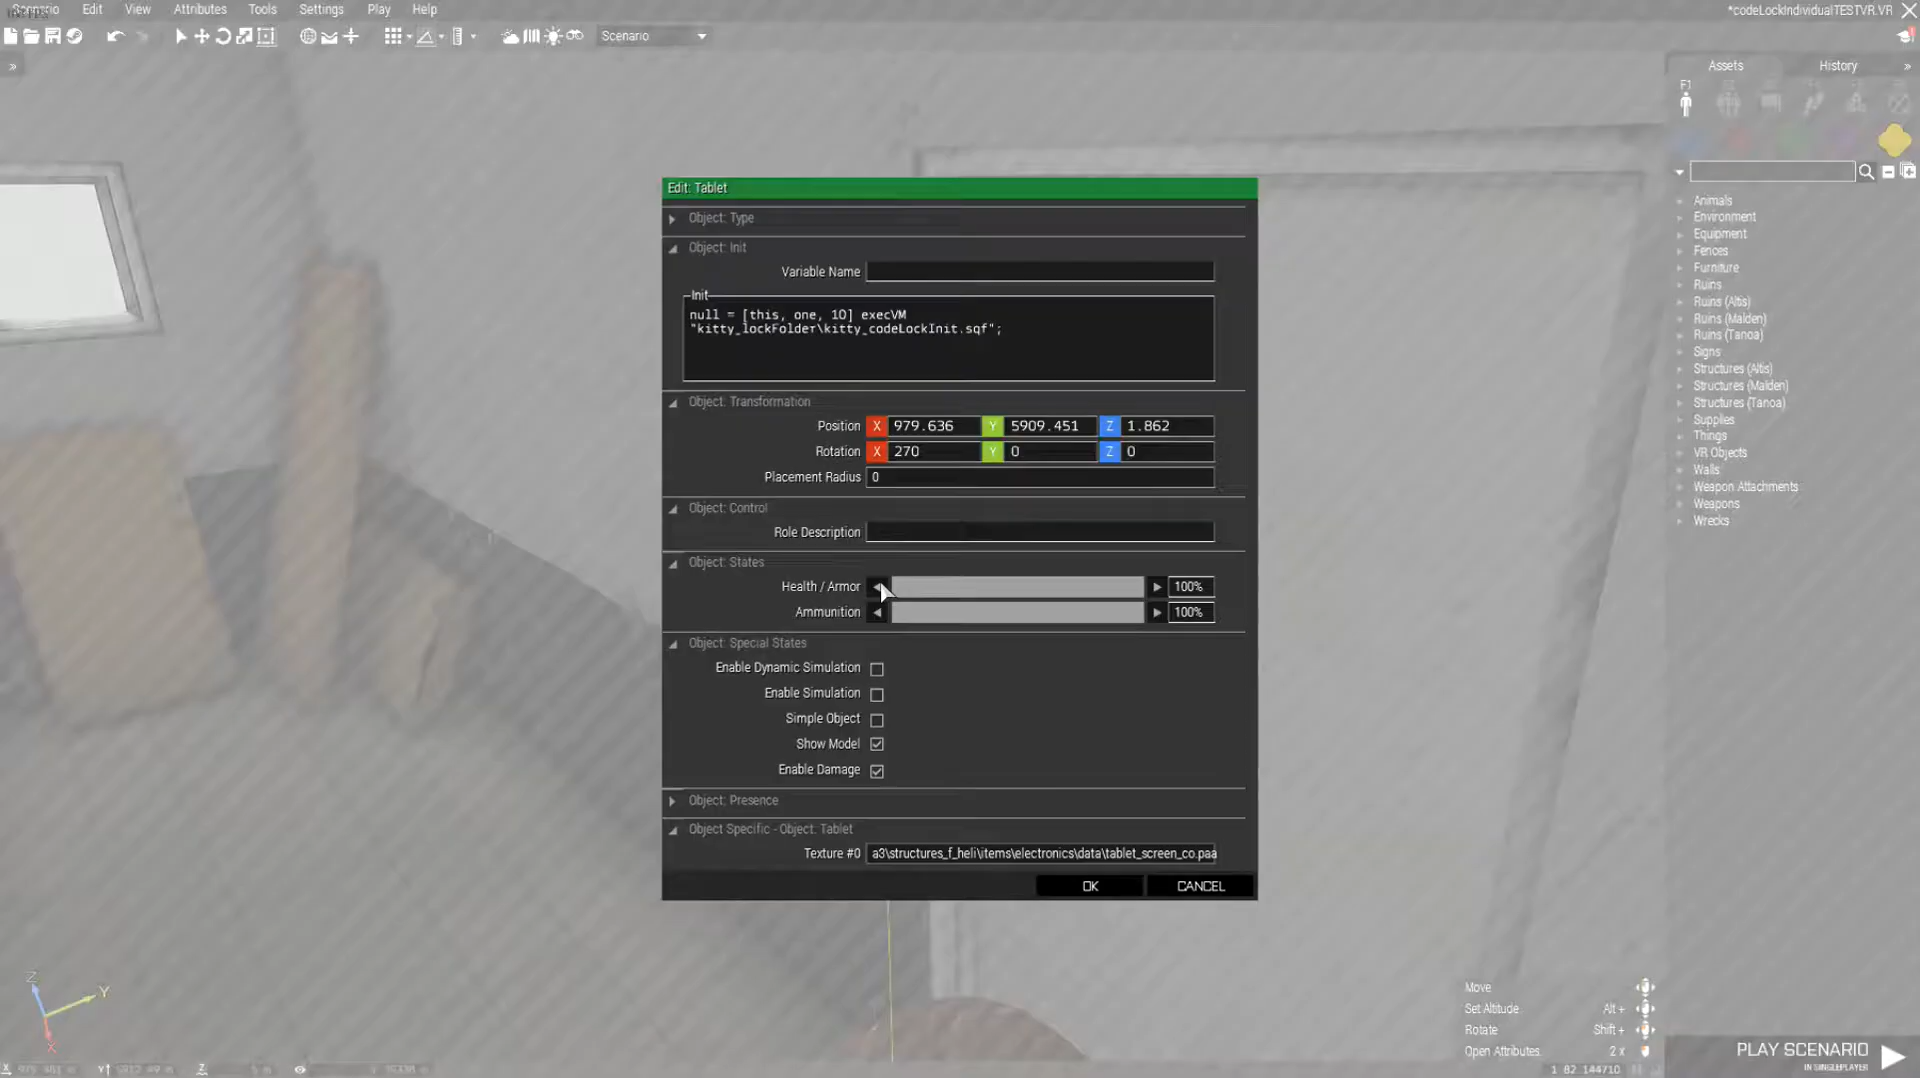 Scenario Edit View Attributes Tools Settings Play Help
*codeLockIndividualTESTVR.VR
Scenario
Assets History
F1
Animals
Environment
Equipment
Fences
Furniture
Ruins
Ruins (Altis)
Ruins (Malden)
Ruins (Tanoa)
Signs
Structures (Altis)
Structures (Malden)
Structures (Tanoa)
Supplies
Things
VR Objects
Walls
Weapon Attachments
Weapons
Wrecks
Edit: Tablet
Object: Type
Object: Init
Variable Name
Init
null = [this, one, 10] execVM
"kitty_lockFolder\kitty_codeLockInit.sqf";
Object: Transformation
Position X 979.636 Y 5909.451 Z 1.862
Rotation X 270 Y 0 Z 0
Placement Radius 0
Object: Control
Role Description
Object: States
Health / Armor 100%
Ammunition 100%
Object: Special States
Enable Dynamic Simulation
Enable Simulation
Simple Object
Show Model
Enable Damage
Object: Presence
Object Specific - Object: Tablet
Texture #0 a3\structures_f_heli\items\electronics\data\tablet_screen_co.paa
OK CANCEL
Z
Y
X
Move
Set Altitude Alt +
Rotate Shift +
Open Attributes 2 x
1.82.144710
PLAY SCENARIO
IN SINGLEPLAYER